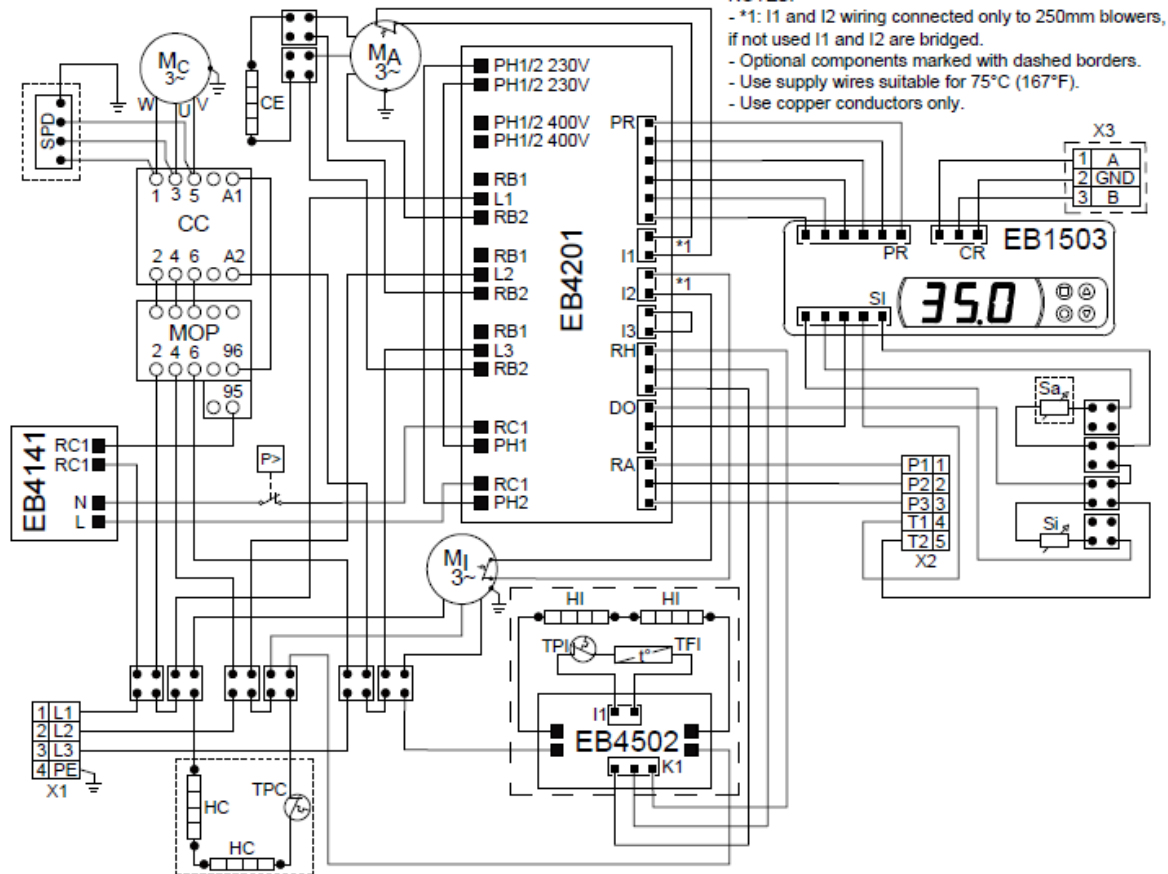 - *1: I1 and I2 wiring connected only to 250mm blowers,
if not used I1 and I2 are bridged.
- Optional components marked with dashed borders.
- Use supply wires suitable for 75°C (167°F).
- Use copper conductors only.
MC
3~
W
U
V
SPD
CE
MA
3~
1 3 5 A1
CC
2 4 6 A2
MOP
2 4 6 96
95
EB4141
RC1
RC1
N
L
P>
EB4201
PH1/2 230V
PH1/2 230V
PH1/2 400V
PH1/2 400V
RB1
L1
RB2
RB1
L2
RB2
RB1
L3
RB2
RC1
PH1
RC1
PH2
PR
I1
*1
I2
*1
I3
RH
DO
RA
X3
1 A
2 GND
3 B
EB1503
PR
CR
SI
35.0
Sa
Si
P1 1
P2 2
P3 3
T1 4
T2 5
X2
MI
3~
HI
HI
TPI
t°
TFI
I1
EB4502
K1
1 L1
2 L2
3 L3
4 PE
X1
HC
TPC
HC